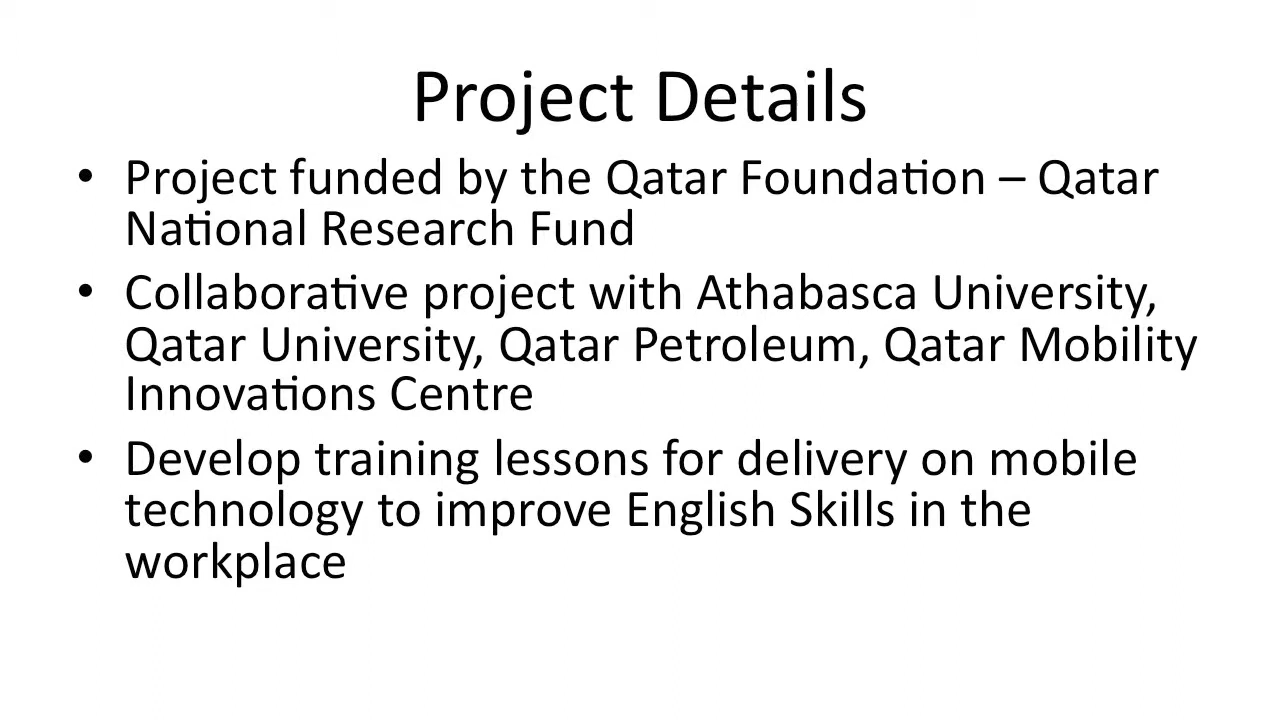 Project Details
• Project funded by the Qatar Foundation – Qatar
National Research Fund
• Collaborative project with Athabasca University,
Qatar University, Qatar Petroleum, Qatar Mobility
Innovations Centre
• Develop training lessons for delivery on mobile
technology to improve English Skills in the
workplace